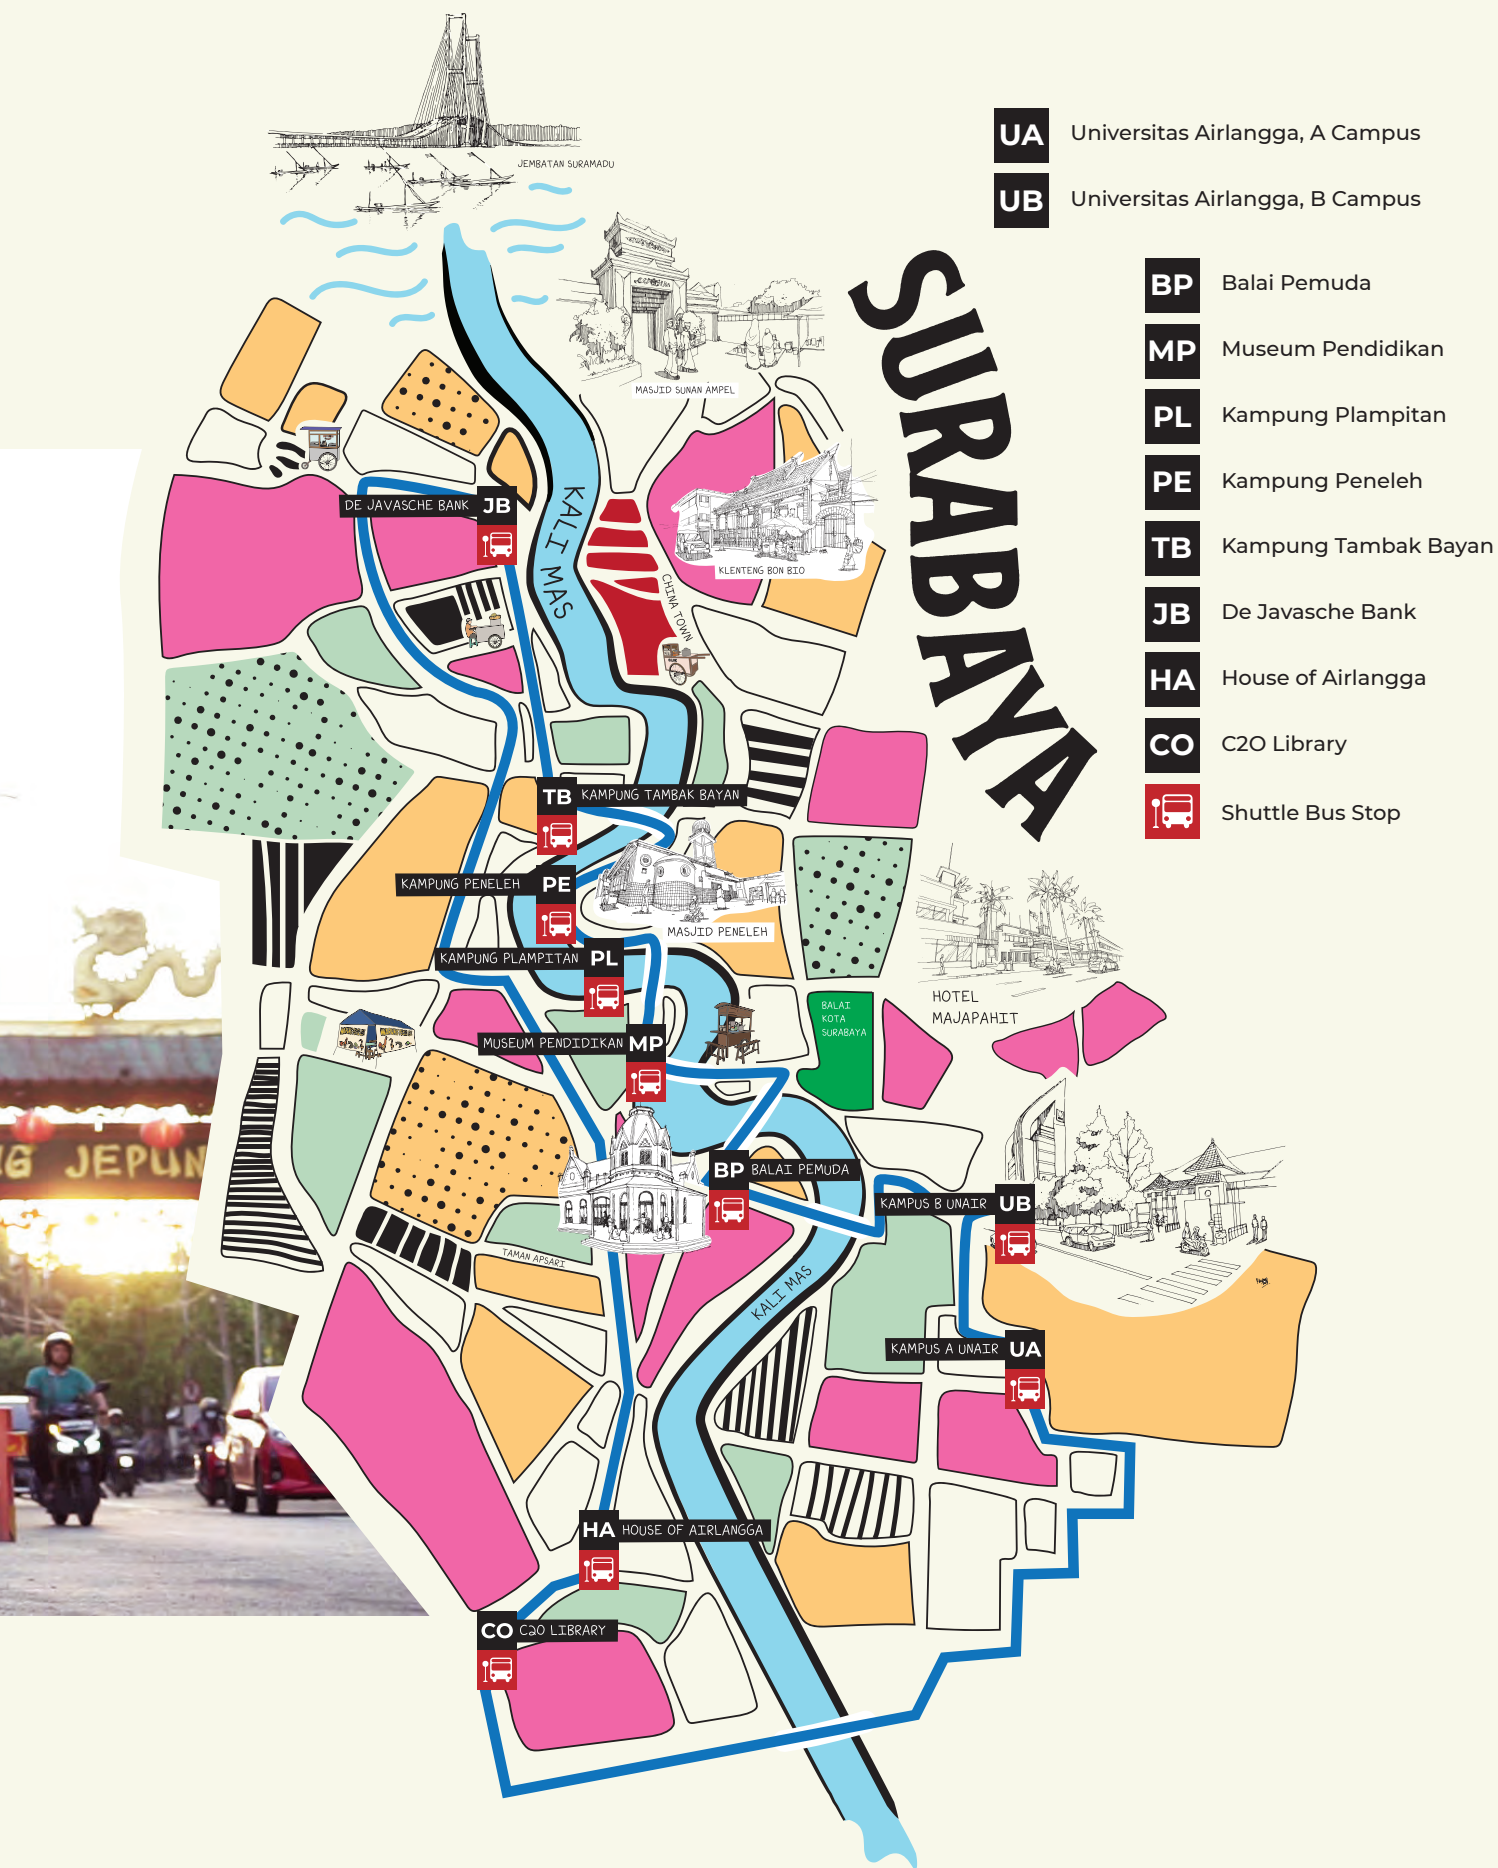 JEMBATAN SURAMADU
UA Universitas Airlangga, A Campus
UB Universitas Airlangga, B Campus
SURABAYA
BP Balai Pemuda
MP Museum Pendidikan
PL Kampung Plampitan
PE Kampung Peneleh
TB Kampung Tambak Bayan
JB De Javasche Bank
HA House of Airlangga
CO C2O Library
Shuttle Bus Stop
MASJID SUNAN AMPEL
DE JAVASCHE BANK JB
KALI MAS
KLENTENG BON BIO
CHINA TOWN
TB KAMPUNG TAMBAK BAYAN
KAMPUNG PENELEH PE
MASJID PENELEH
KAMPUNG PLAMPITAN PL
HOTEL
MAJAPAHIT
BALAI
KOTA
SURABAYA
MUSEUM PENDIDIKAN MP
G JEPUN
BP BALAI PEMUDA
KAMPUS B UNAIR UB
TAMAN APSARI
KALI MAS
KAMPUS A UNAIR UA
HA HOUSE OF AIRLANGGA
CO C2O LIBRARY